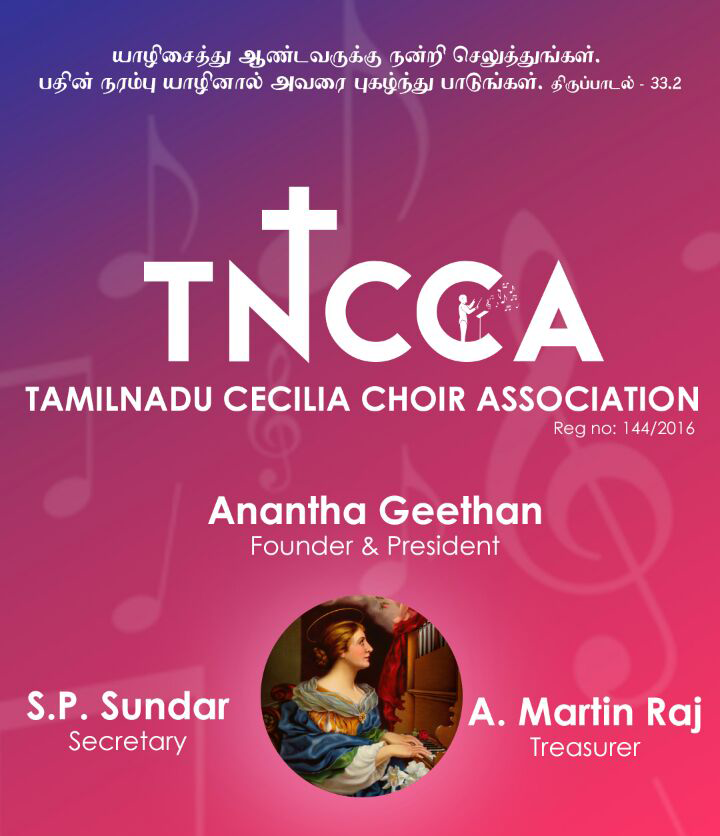 யாழிசைத்து ஆண்டவருக்கு நன்றி செலுத்துங்கள்.
பதின் நரம்பு யாழினால் அவரை புகழ்ந்து பாடுங்கள். திருப்பாடல் - 33.2
TNCCA
TAMILNADU CECILIA CHOIR ASSOCIATION
Reg no: 144/2016
Anantha Geethan
Founder & President
S.P. Sundar
Secretary
A. Martin Raj
Treasurer